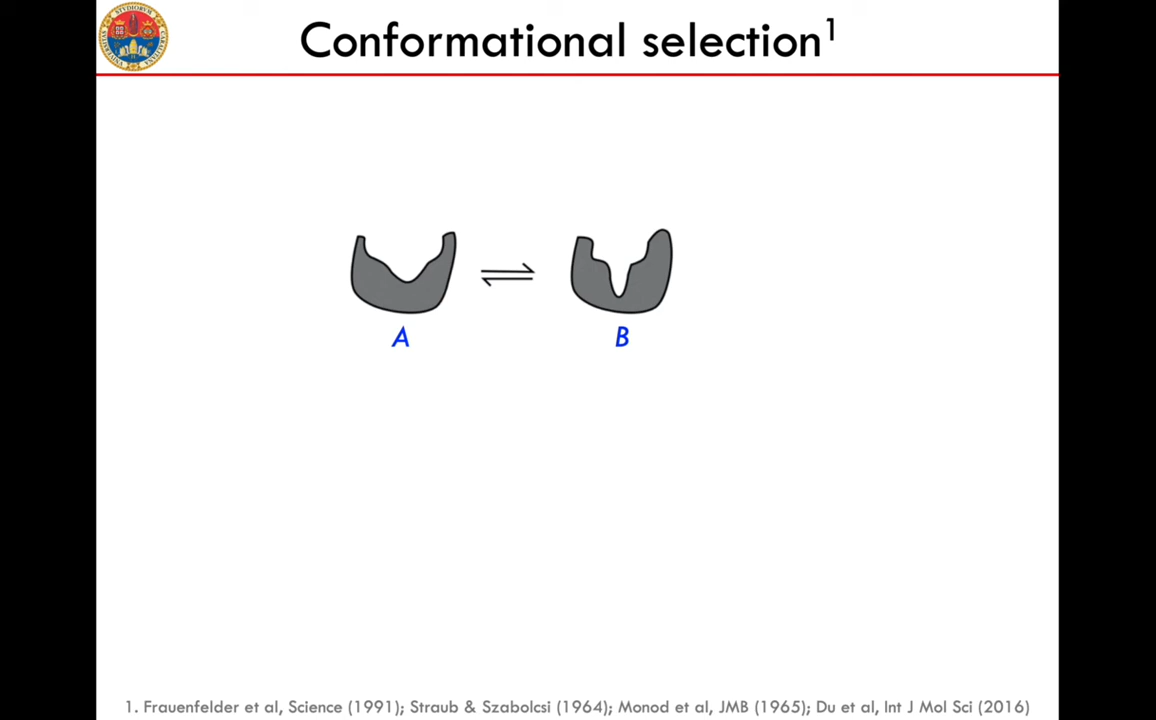 Conformational selection¹
A
B
1. Frauenfelder et al, Science (1991); Straub & Szabolcsi (1964); Monod et al, JMB (1965); Du et al, Int J Mol Sci (2016)